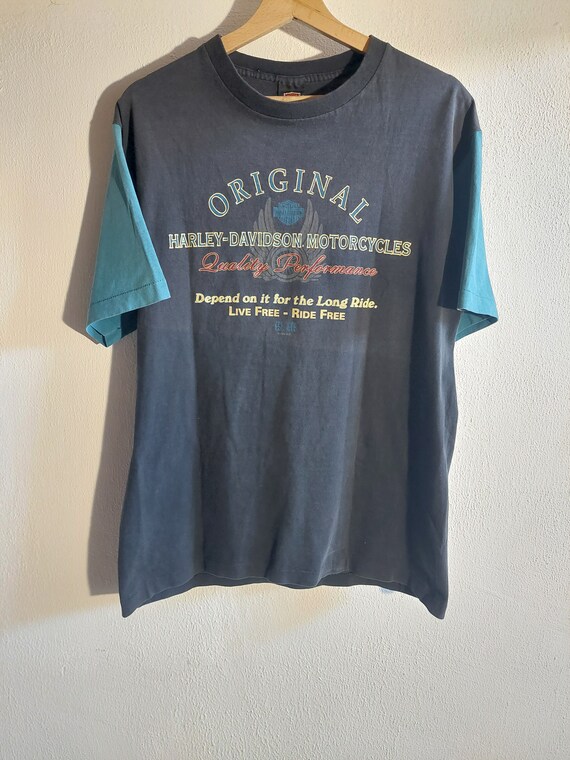 ORIGINAL
HARLEY-DAVIDSON MOTORCYCLES
Quality Performance
Depend on it for the Long Ride.
LIVE FREE - RIDE FREE